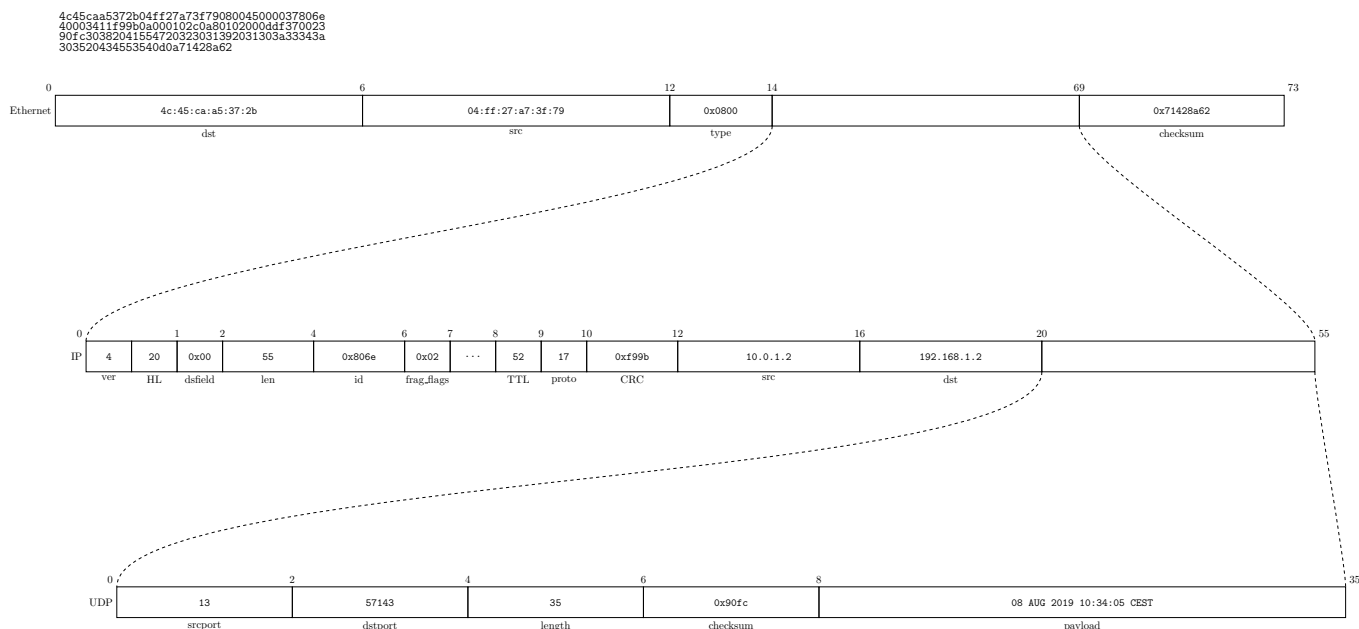 4c45caa5372b04ff27a73f79080045000037806e
40003411f99b0a000102c0a80102000ddf370023
90fc30382041554720323031392031303a33343a
303520434553540d0a71428a62
0 6 12 14 69 73
Ethernet 4c:45:ca:a5:37:2b 04:ff:27:a7:3f:79 0x0800 0x71428a62
dst src type checksum
0 1 2 4 6 7 8 9 10 12 16 20 55
IP 4 20 0x00 55 0x806e 0x02 ... 52 17 0xf99b 10.0.1.2 192.168.1.2
ver HL dsfield len id frag_flags TTL proto CRC src dst
0 2 4 6 8 35
UDP 13 57143 35 0x90fc 08 AUG 2019 10:34:05 CEST
srcport dstport length checksum payload